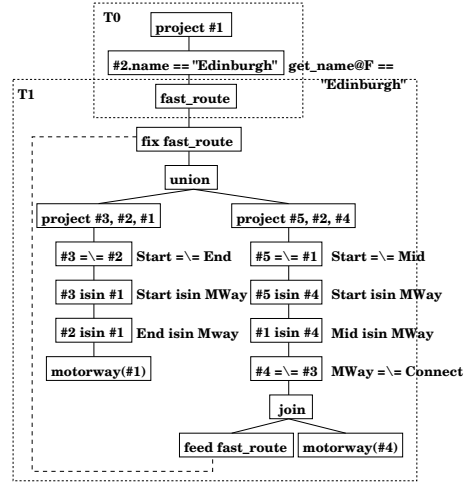 T0
project #1
#2.name == "Edinburgh" get_name@F ==
"Edinburgh"
T1
fast_route
fix fast_route
union
project #3, #2, #1
project #5, #2, #4
#3 =\= #2 Start =\= End
#5 =\= #1 Start =\= Mid
#3 isin #1 Start isin MWay
#5 isin #4 Start isin MWay
#2 isin #1 End isin Mway
#1 isin #4 Mid isin MWay
motorway(#1)
#4 =\= #3 MWay =\= Connect
join
feed fast_route
motorway(#4)